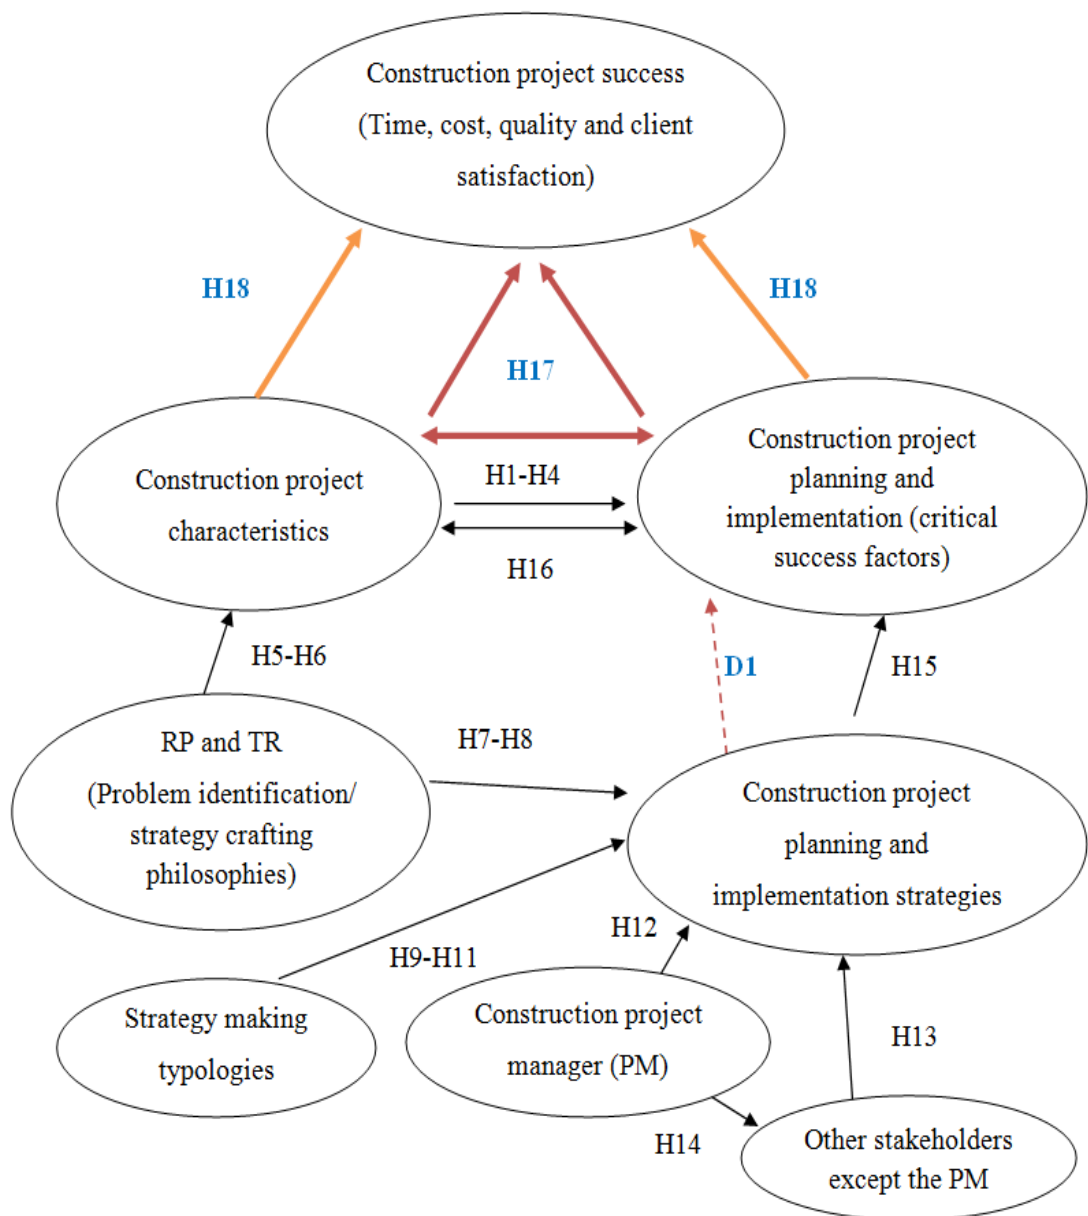 Construction project success
(Time, cost, quality and client
satisfaction)
H18
H18
H17
Construction project
characteristics
H1-H4
H16
Construction project
planning and
implementation (critical
success factors)
H5-H6
D1
H15
RP and TR
(Problem identification/
strategy crafting
philosophies)
H7-H8
Construction project
planning and
implementation strategies
H9-H11
H12
Strategy making
typologies
Construction project
manager (PM)
H13
H14
Other stakeholders
except the PM